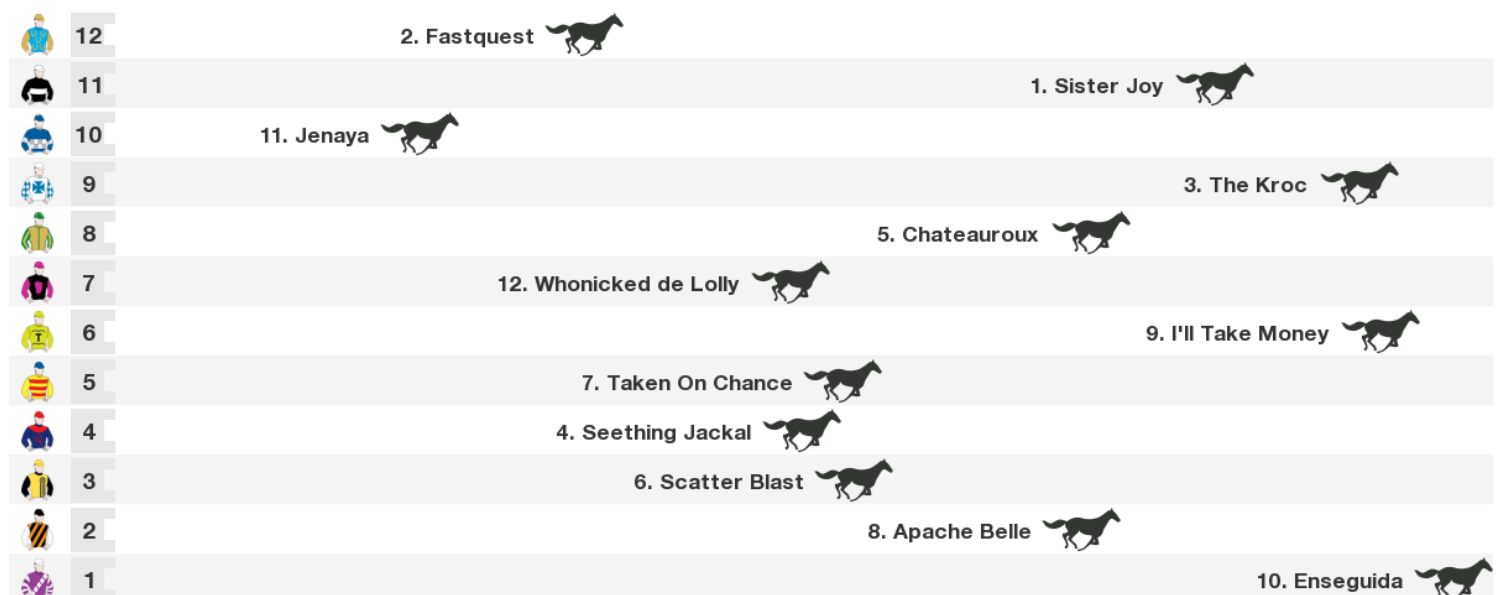 12 2. Fastquest
11 1. Sister Joy
10 11. Jenaya
9 3. The Kroc
8 5. Chateauroux
7 12. Whonicked de Lolly
6 9. I'll Take Money
5 7. Taken On Chance
4 4. Seething Jackal
3 6. Scatter Blast
2 8. Apache Belle
1 10. Enseguida